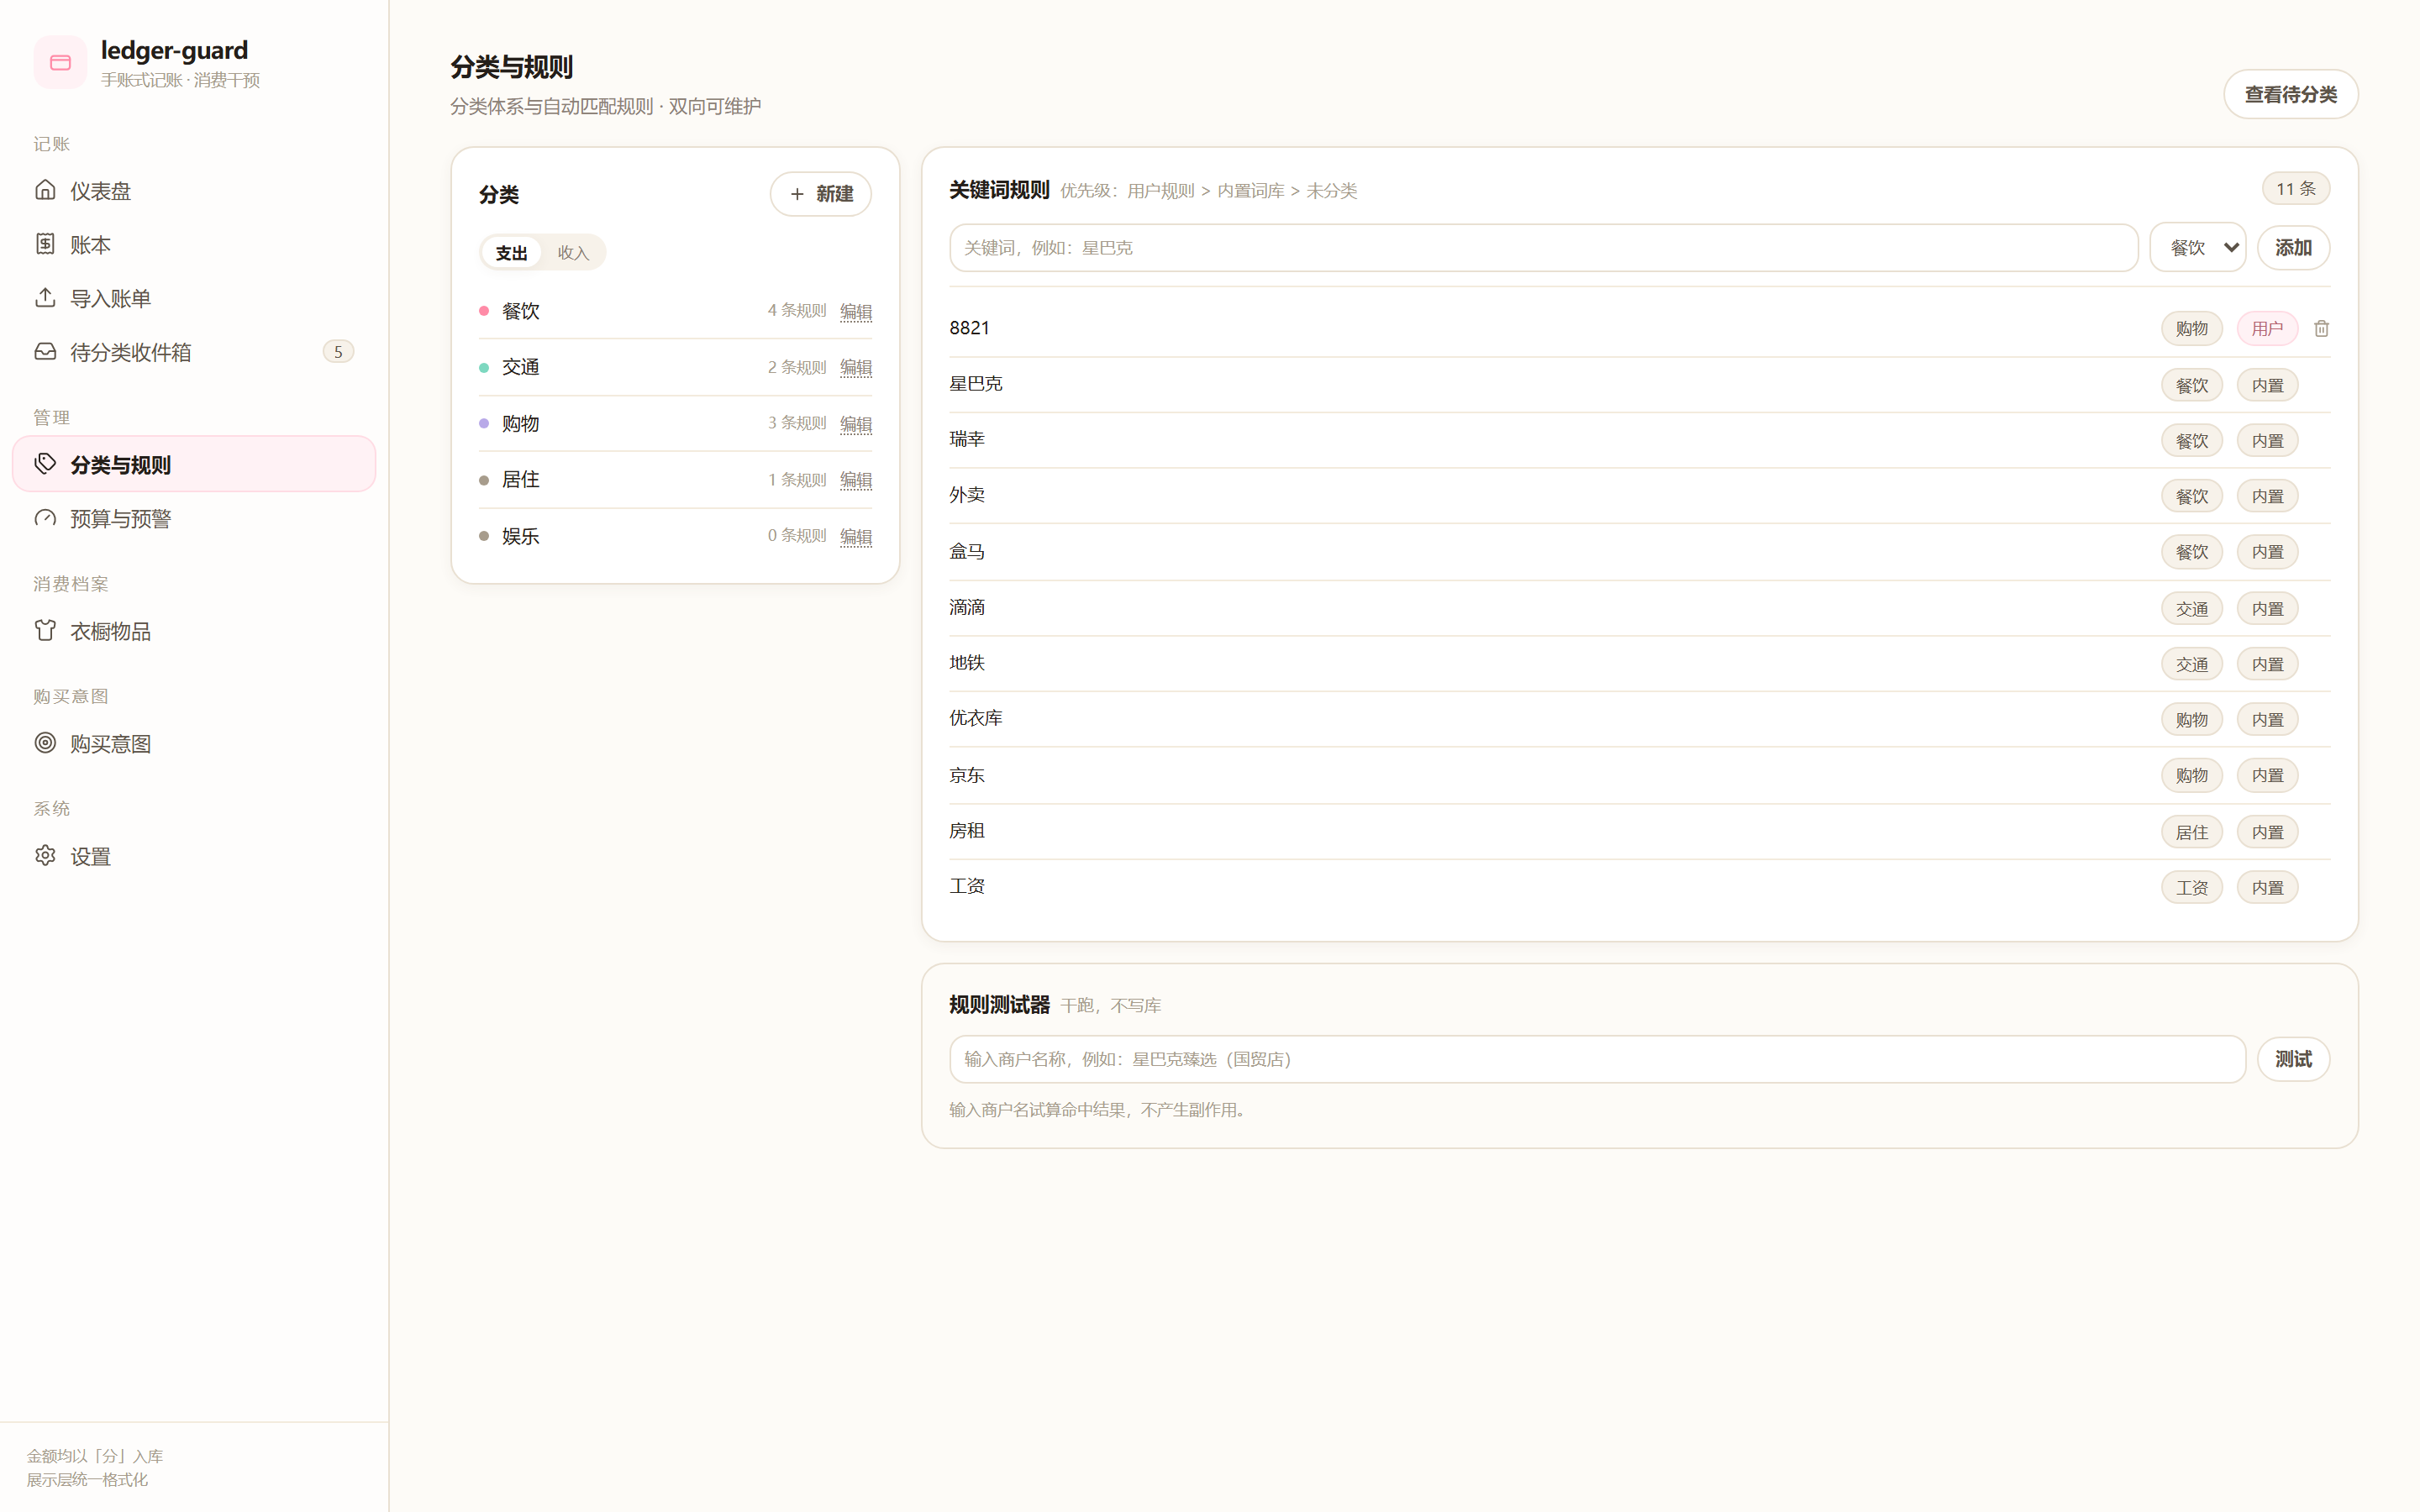 ledger-guard
手账式记账 · 消费干预
记账
仪表盘
账本
导入账单
待分类收件箱 5
管理
分类与规则
预算与预警
消费档案
衣橱物品
购买意图
购买意图
系统
设置
金额均以「分」入库
展示层统一格式化
分类与规则
分类体系与自动匹配规则 · 双向可维护
查看待分类
分类
+ 新建
支出 收入
餐饮 4 条规则 编辑
交通 2 条规则 编辑
购物 3 条规则 编辑
居住 1 条规则 编辑
娱乐 0 条规则 编辑
关键词规则 优先级：用户规则 > 内置词库 > 未分类 11 条
关键词，例如：星巴克 餐饮 添加
8821 购物 用户
星巴克 餐饮 内置
瑞幸 餐饮 内置
外卖 餐饮 内置
盒马 餐饮 内置
滴滴 交通 内置
地铁 交通 内置
优衣库 购物 内置
京东 购物 内置
房租 居住 内置
工资 工资 内置
规则测试器 干跑，不写库
输入商户名称，例如：星巴克臻选（国贸店） 测试
输入商户名试算命中结果，不产生副作用。